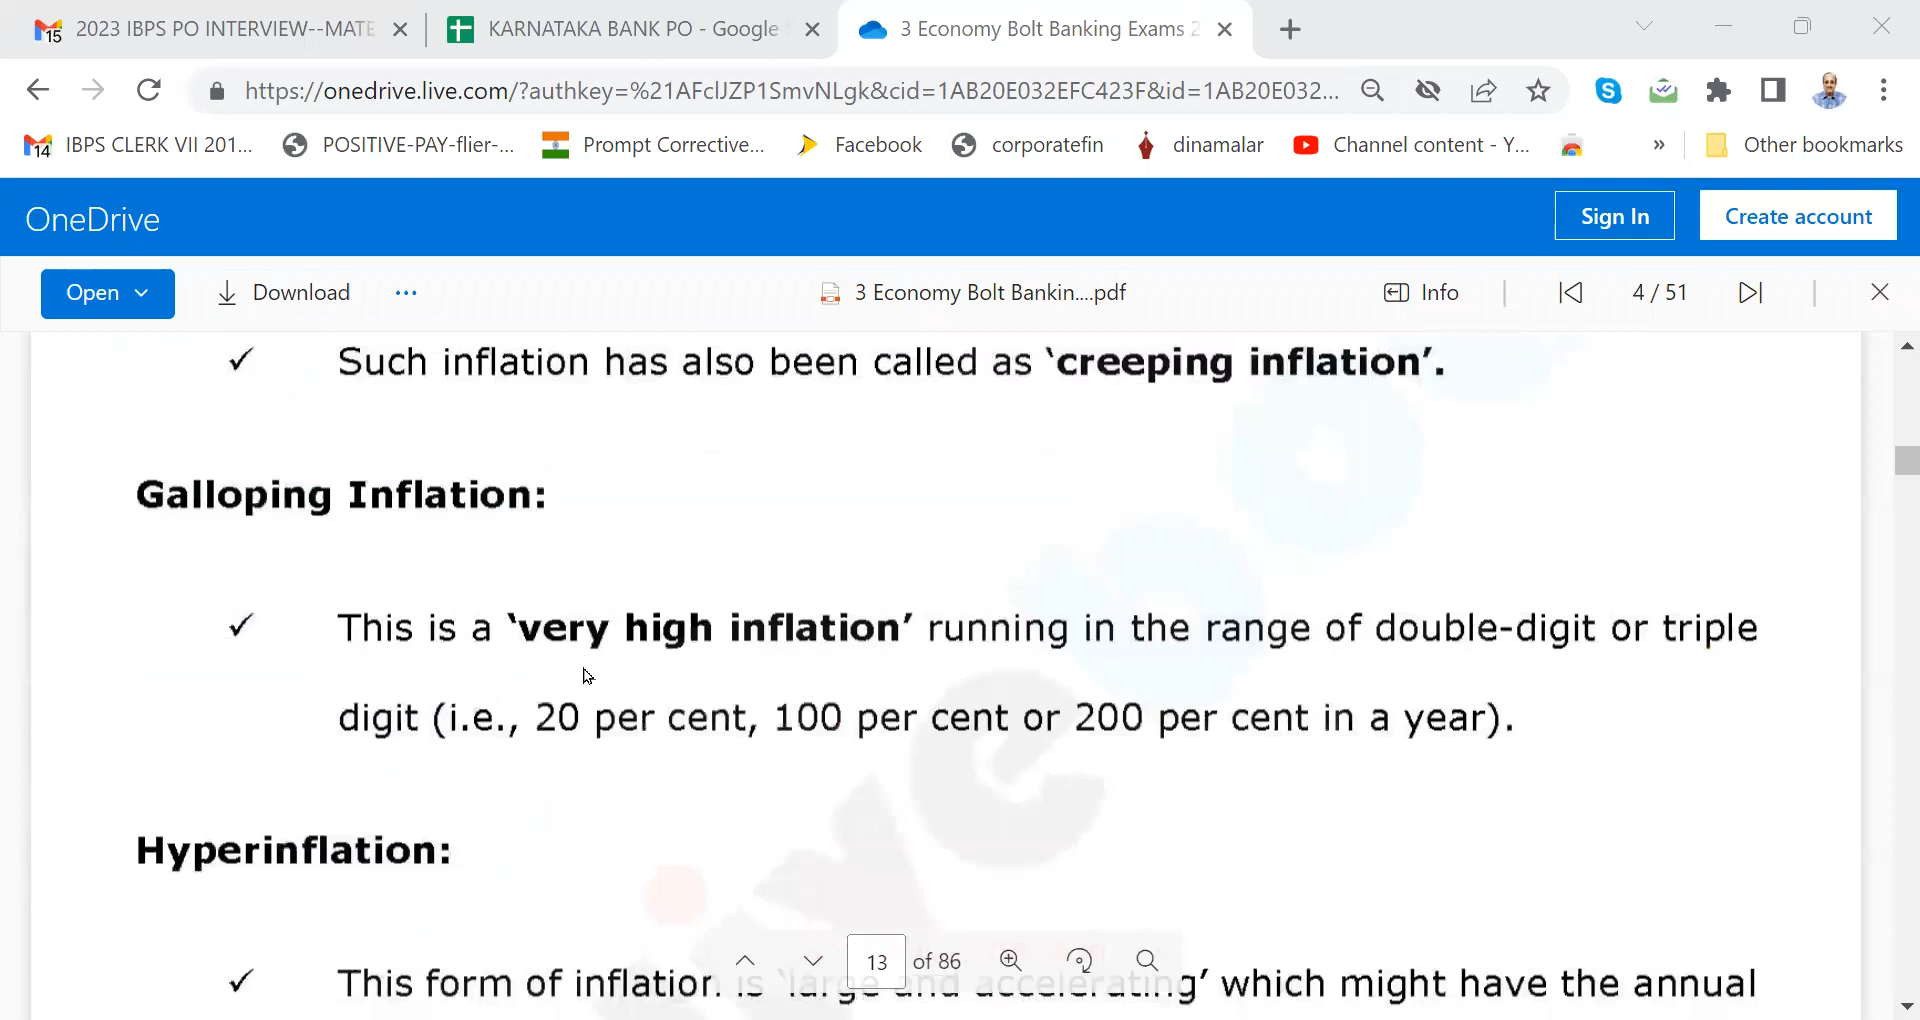 2023 IBPS PO INTERVIEW--MATE
KARNATAKA BANK PO - Google
3 Economy Bolt Banking Exams 2
https://onedrive.live.com/?authkey=%21AFclJZP1SmvNLgk&cid=1AB20E032EFC423F&id=1AB20E032...
IBPS CLERK VII 201...
POSITIVE-PAY-flier-...
Prompt Corrective...
Facebook
corporatefin
dinamalar
Channel content - Y...
»
Other bookmarks
OneDrive
Sign In
Create account
Open
Download
...
3 Economy Bolt Bankin....pdf
Info
4 / 51
✓ Such inflation has also been called as ‘creeping inflation’.
Galloping Inflation:
✓ This is a ‘very high inflation’ running in the range of double-digit or triple
digit (i.e., 20 per cent, 100 per cent or 200 per cent in a year).
Hyperinflation:
13 of 86
✓ This form of inflation is ‘large and accelerating’ which might have the annual